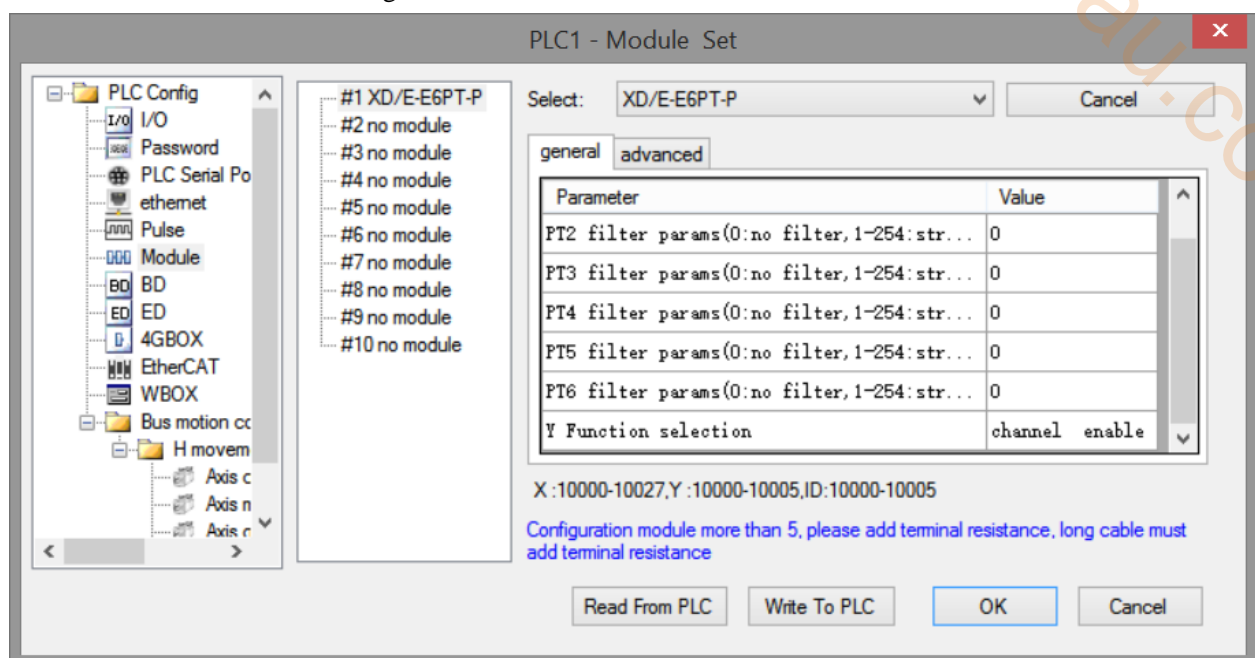 PLC1 - Module Set
x
PLC Config
I/O I/O
Password
PLC Serial Po
ethernet
Pulse
Module
BD BD
ED ED
4GBOX
EtherCAT
WBOX
Bus motion cc
H movem
Axis c
Axis n
Axis c
#1 XD/E-E6PT-P
#2 no module
#3 no module
#4 no module
#5 no module
#6 no module
#7 no module
#8 no module
#9 no module
#10 no module
Select: XD/E-E6PT-P Cancel
general advanced
Parameter Value
PT2 filter params(0:no filter,1-254:str... 0
PT3 filter params(0:no filter,1-254:str... 0
PT4 filter params(0:no filter,1-254:str... 0
PT5 filter params(0:no filter,1-254:str... 0
PT6 filter params(0:no filter,1-254:str... 0
Y Function selection channel enable
X :10000-10027,Y :10000-10005,ID:10000-10005
Configuration module more than 5, please add terminal resistance, long cable must
add terminal resistance
Read From PLC Write To PLC OK Cancel